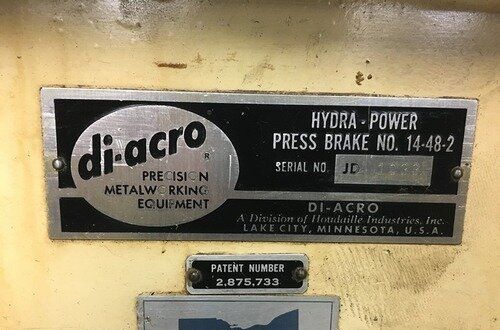 di-acro
®
PRECISION
METALWORKING
EQUIPMENT
HYDRA-POWER
PRESS BRAKE NO. 14-48-2
SERIAL NO. JD
DI-ACRO
A Division of Houdaille Industries, Inc.
LAKE CITY, MINNESOTA, U.S.A.
PATENT NUMBER
2,875,733